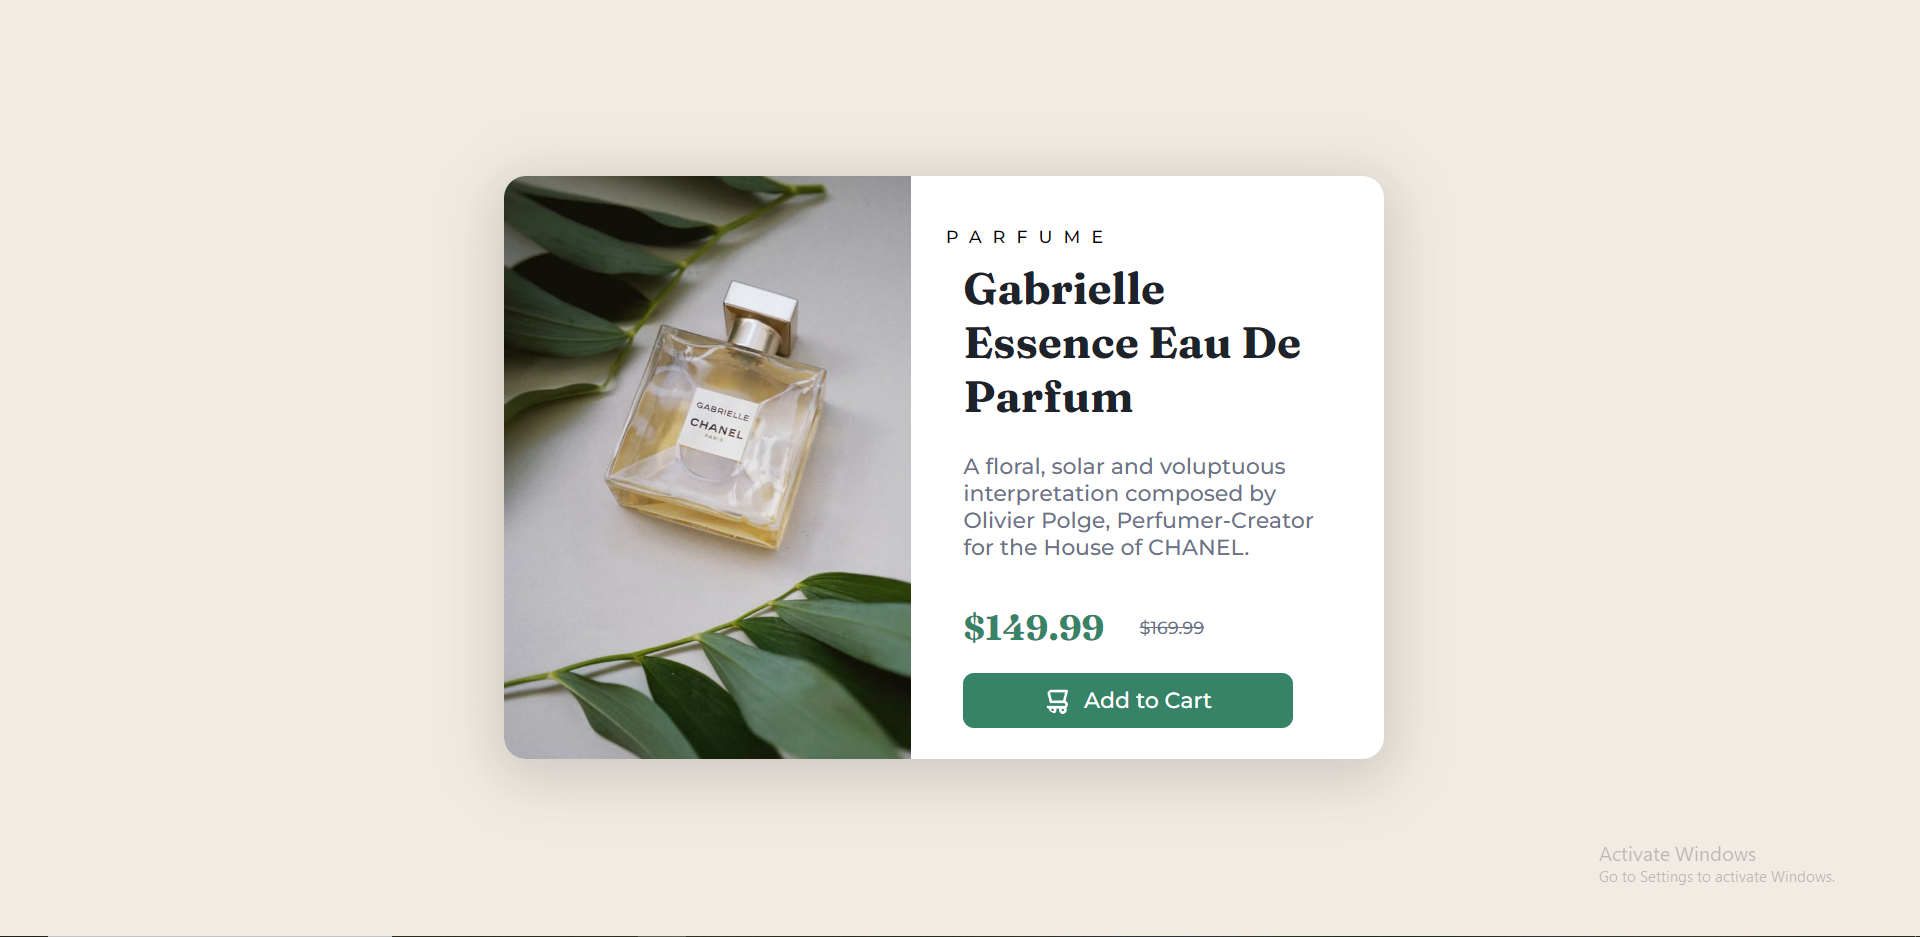 PARFUME
Gabrielle
Essence Eau De
Parfum
A floral, solar and voluptuous
interpretation composed by
Olivier Polge, Perfumer-Creator
for the House of CHANEL.
$149.99 $169.99
Add to Cart
GABRIELLE
CHANEL
PARIS
Activate Windows
Go to Settings to activate Windows.